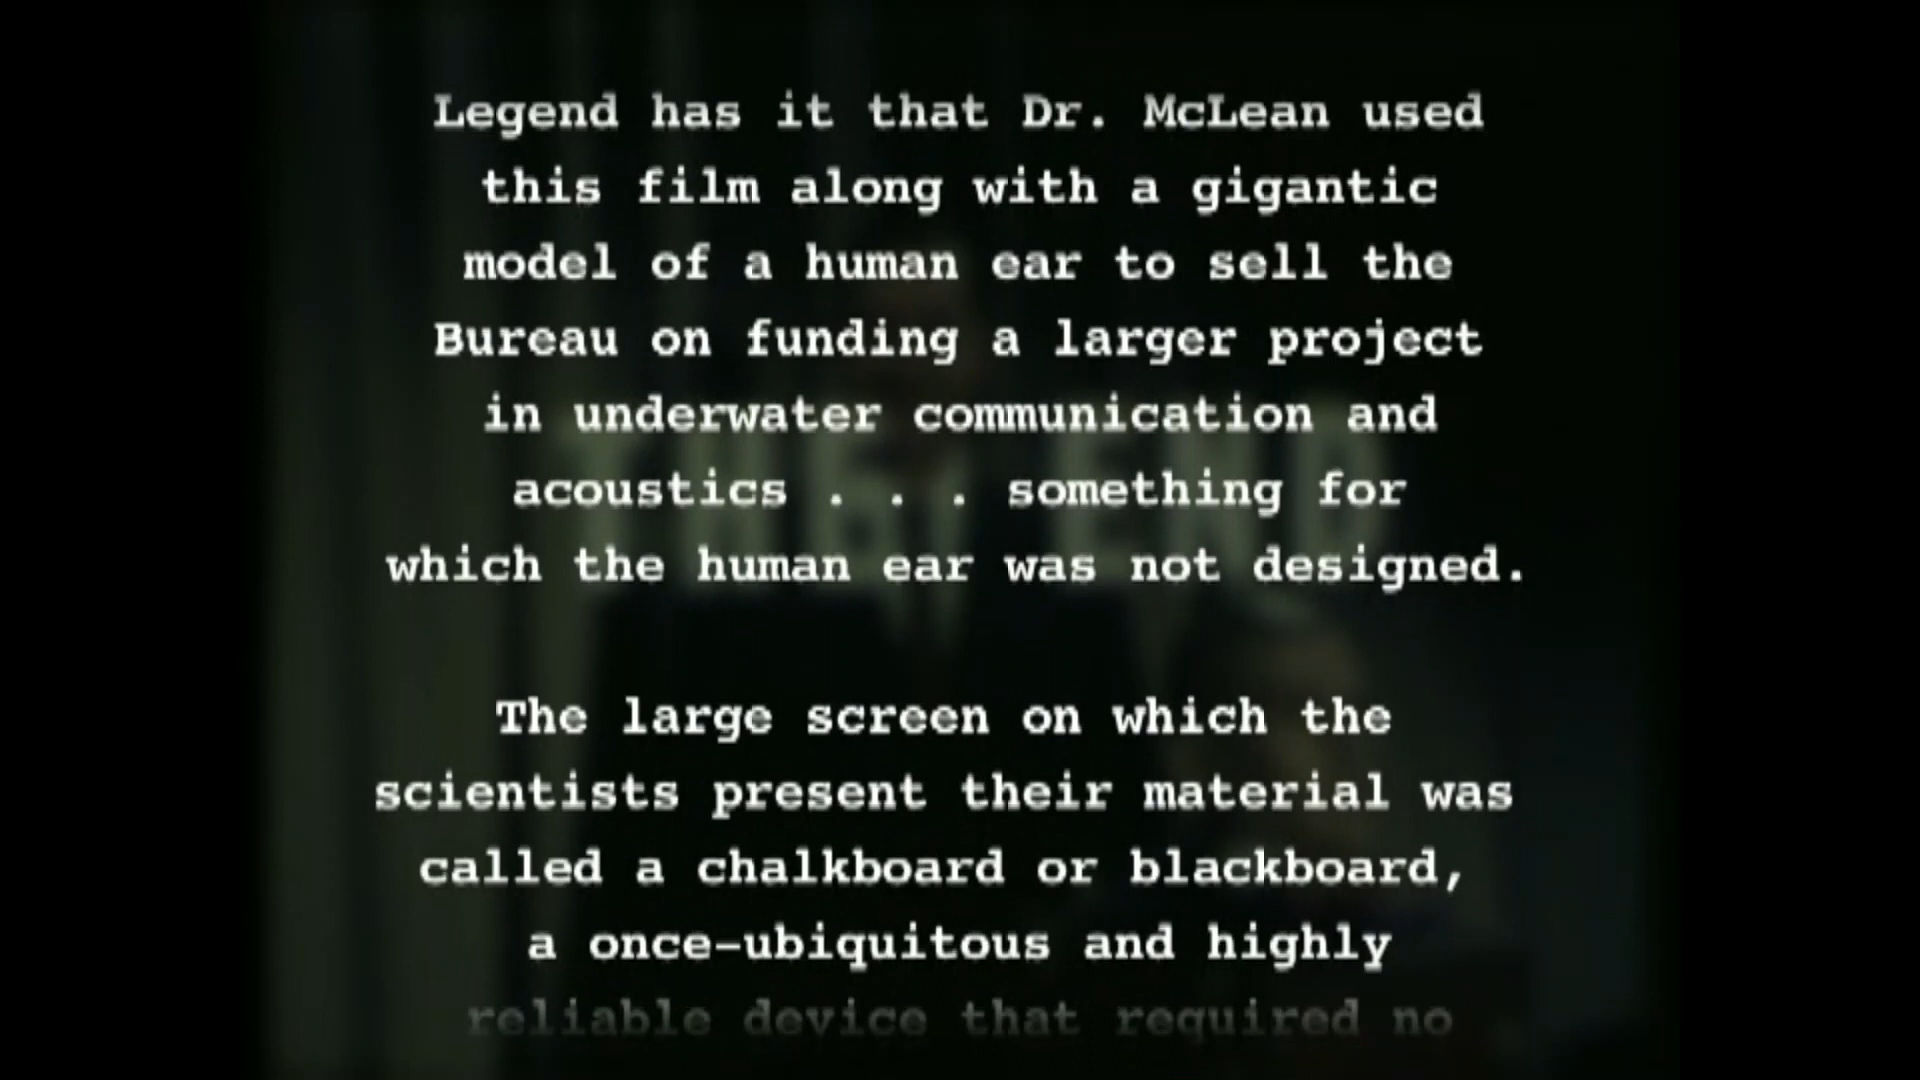 Legend has it that Dr. McLean used
this film along with a gigantic
model of a human ear to sell the
Bureau on funding a larger project
in underwater communication and
acoustics . . . something for
which the human ear was not designed.
The large screen on which the
scientists present their material was
called a chalkboard or blackboard,
a once-ubiquitous and highly
reliable device that required no
THE END